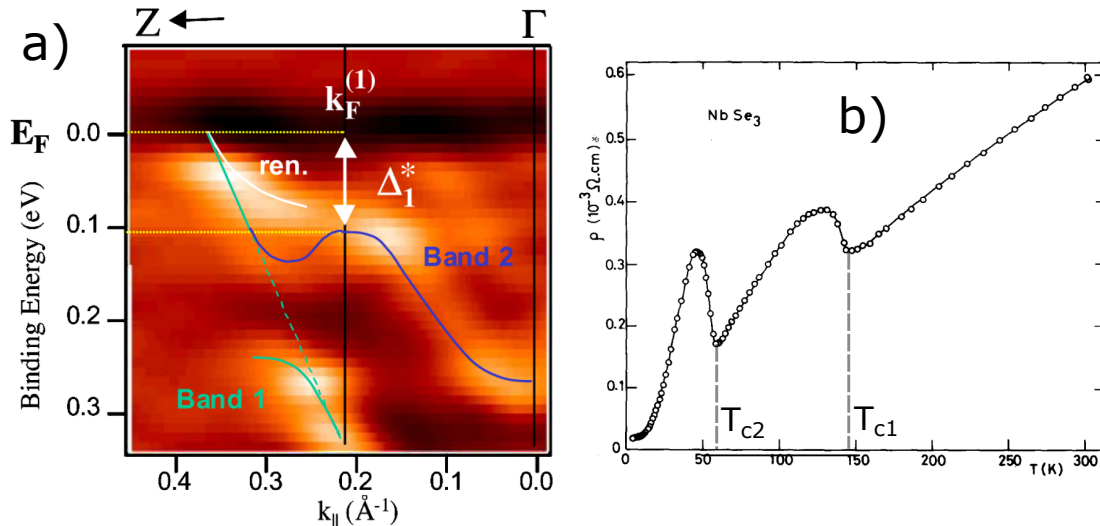 a)
Z ← Γ
k_F^(1)
E_F
0.0
ren.
Δ_1^*
0.1
Band 2
0.2
Band 1
0.3
Binding Energy (eV)
0.4 0.3 0.2 0.1 0.0
k_|| (Å^-1)
b)
Nb Se_3
ρ (10^-3 Ω.cm)
0.6
0.5
0.4
0.3
0.2
0.1
0
T_c2
T_c1
0 50 100 150 200 250 300
T (K)